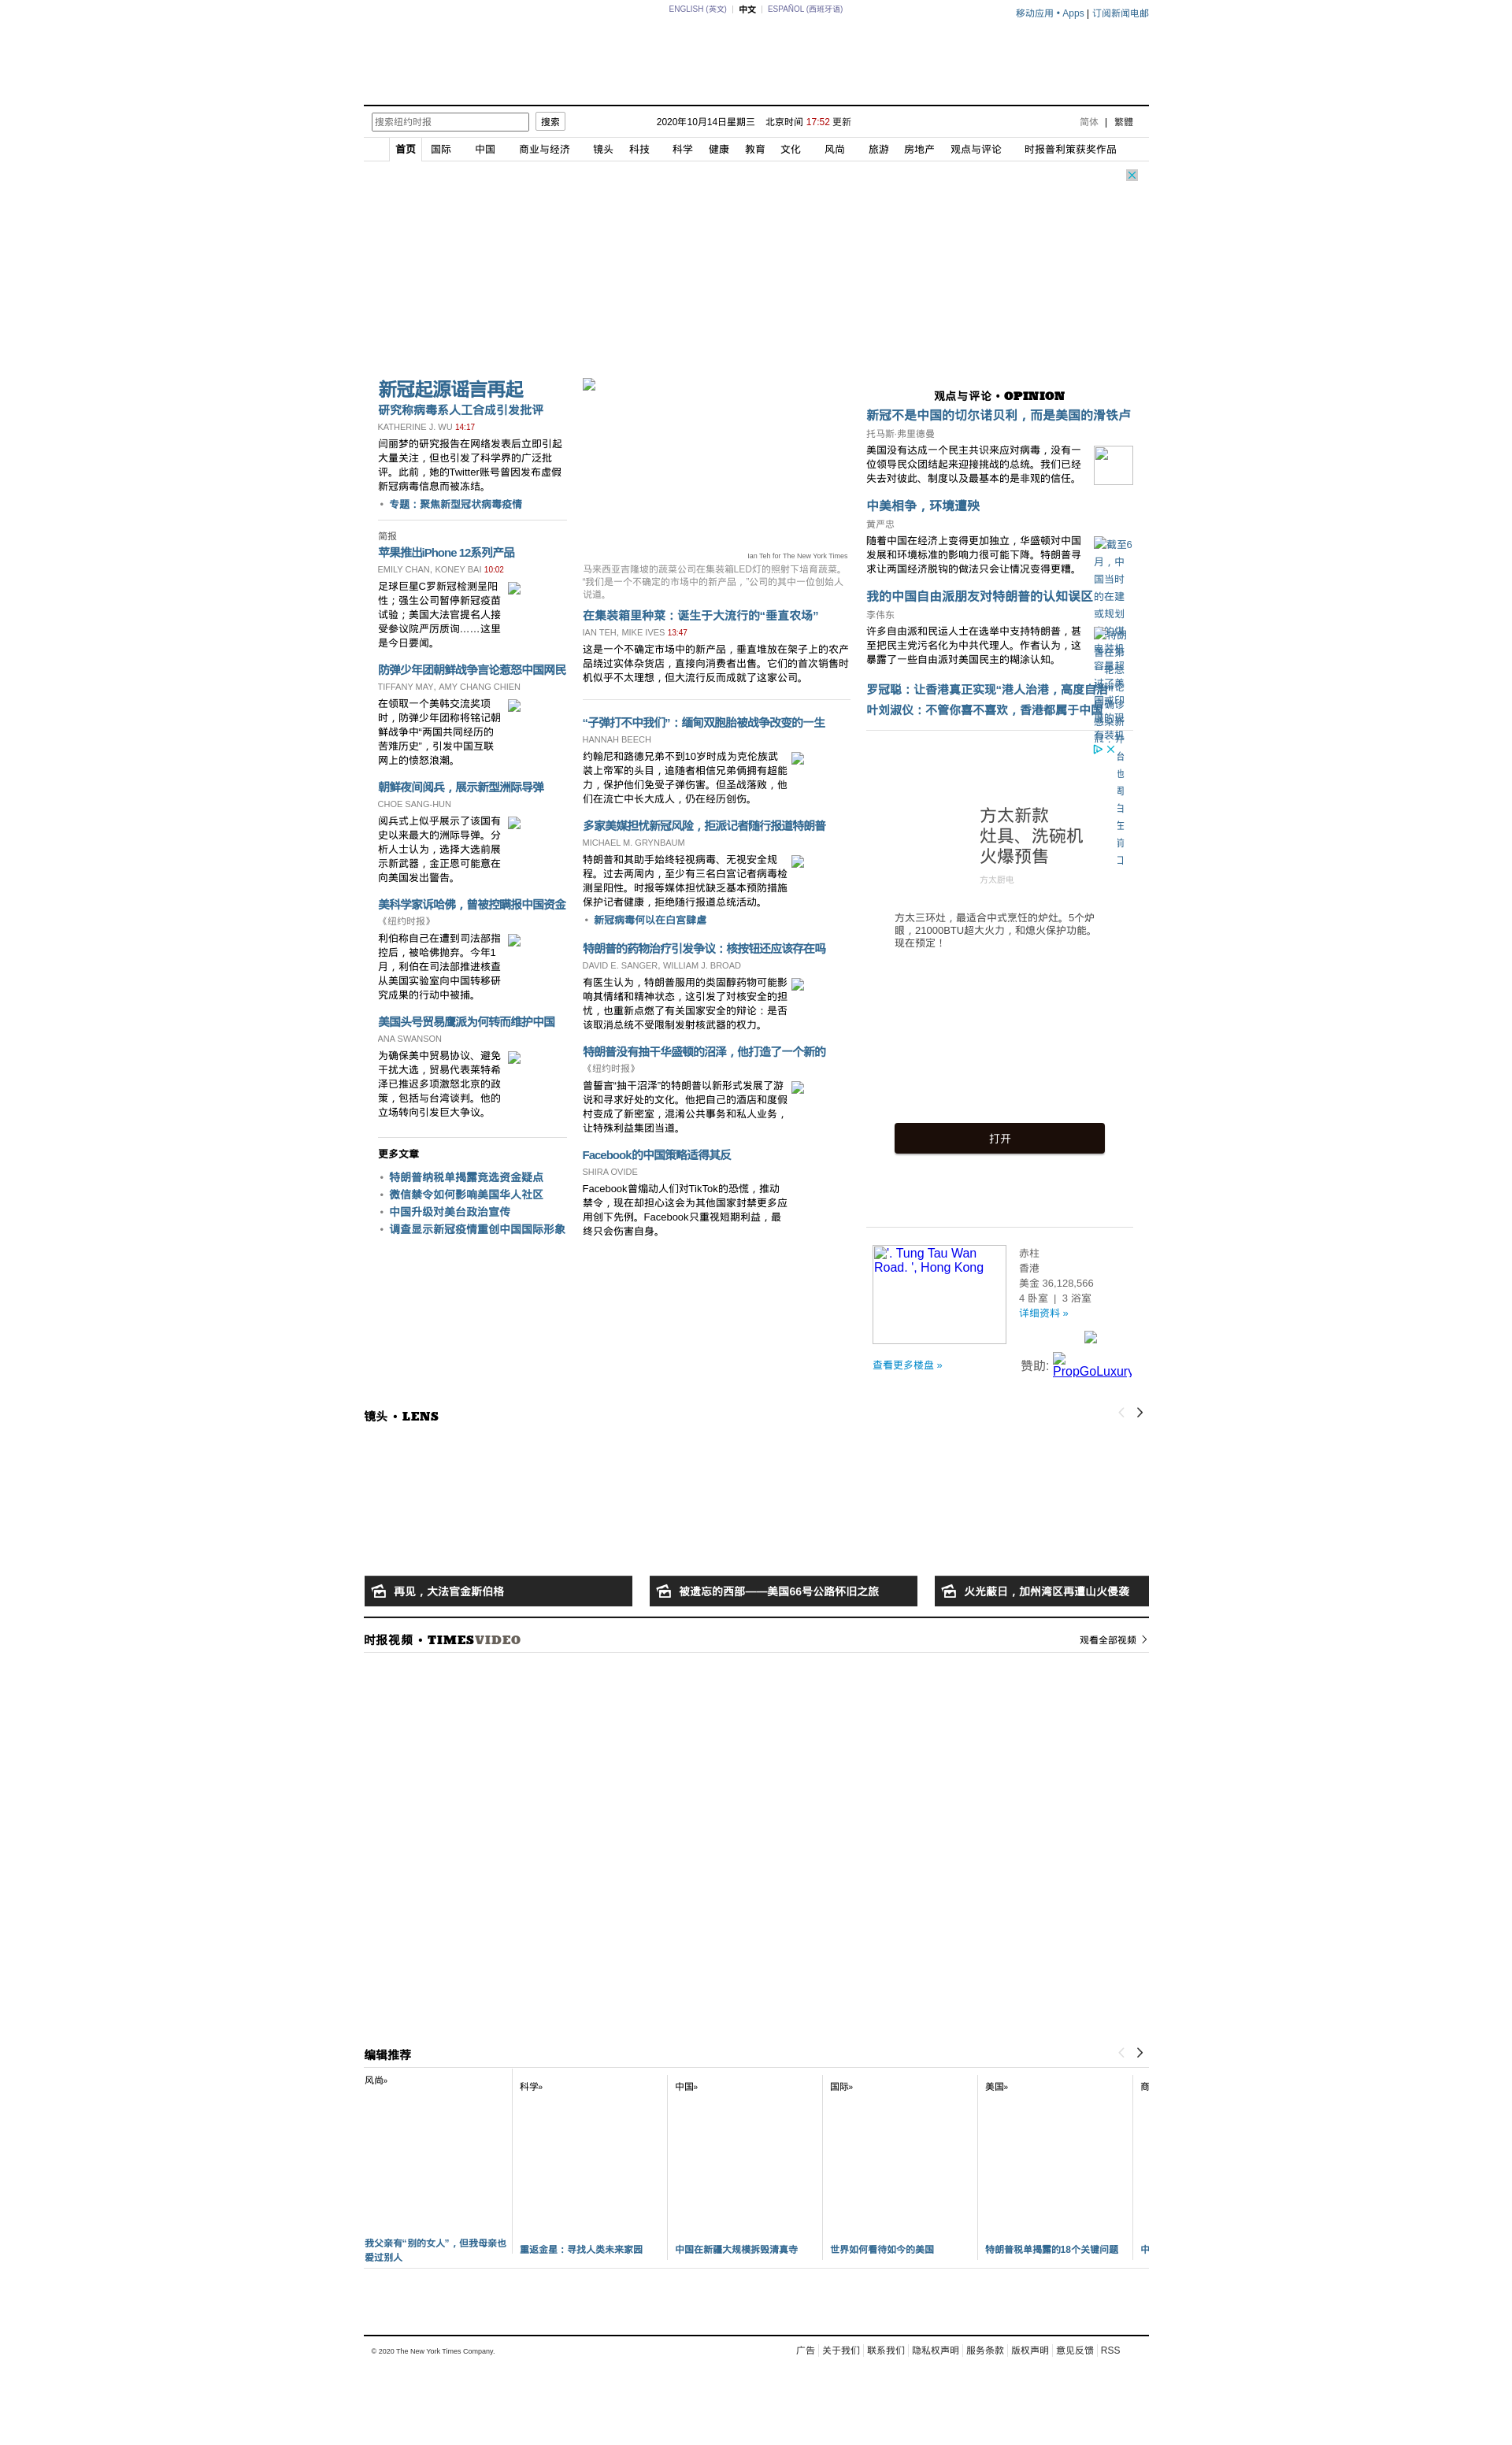 ENGLISH (英文) | 中文 | ESPAÑOL (西班牙语)
移动应用 • Apps | 订阅新闻电邮
搜索纽约时报 搜索 2020年10月14日星期三 北京时间 17:52 更新 简体 | 繁體
首页 国际 中国 商业与经济 镜头 科技 科学 健康 教育 文化 风尚 旅游 房地产 观点与评论 时报普利策获奖作品
新冠起源谣言再起
研究称病毒系人工合成引发批评
KATHERINE J. WU 14:17
闫丽梦的研究报告在网络发表后立即引起
大量关注，但也引发了科学界的广泛批
评。此前，她的Twitter账号曾因发布虚假
新冠病毒信息而被冻结。
• 专题：聚焦新型冠状病毒疫情
简报
苹果推出iPhone 12系列产品
EMILY CHAN, KONEY BAI 10:02
足球巨星C罗新冠检测呈阳
性；强生公司暂停新冠疫苗
试验；美国大法官提名人接
受参议院严厉质询……这里
是今日要闻。
防弹少年团朝鲜战争言论惹怒中国网民
TIFFANY MAY, AMY CHANG CHIEN
在领取一个美韩交流奖项
时，防弹少年团称将铭记朝
鲜战争中“两国共同经历的
苦难历史”，引发中国互联
网上的愤怒浪潮。
朝鲜夜间阅兵，展示新型洲际导弹
CHOE SANG-HUN
阅兵式上似乎展示了该国有
史以来最大的洲际导弹。分
析人士认为，选择大选前展
示新武器，金正恩可能意在
向美国发出警告。
美科学家诉哈佛，曾被控瞒报中国资金
《纽约时报》
利伯称自己在遭到司法部指
控后，被哈佛抛弃。今年1
月，利伯在司法部推进核查
从美国实验室向中国转移研
究成果的行动中被捕。
美国头号贸易鹰派为何转而维护中国
ANA SWANSON
为确保美中贸易协议、避免
干扰大选，贸易代表莱特希
泽已推迟多项激怒北京的政
策，包括与台湾谈判。他的
立场转向引发巨大争议。
更多文章
• 特朗普纳税单揭露竞选资金疑点
• 微信禁令如何影响美国华人社区
• 中国升级对美台政治宣传
• 调查显示新冠疫情重创中国国际形象
Ian Teh for The New York Times
马来西亚吉隆坡的蔬菜公司在集装箱LED灯的照射下培育蔬菜。
“我们是一个不确定的市场中的新产品，”公司的其中一位创始人
说道。
在集装箱里种菜：诞生于大流行的“垂直农场”
IAN TEH, MIKE IVES 13:47
这是一个不确定市场中的新产品，垂直堆放在架子上的农产
品绕过实体杂货店，直接向消费者出售。它们的首次销售时
机似乎不太理想，但大流行反而成就了这家公司。
“子弹打不中我们”：缅甸双胞胎被战争改变的一生
HANNAH BEECH
约翰尼和路德兄弟不到10岁时成为克伦族武
装上帝军的头目，追随者相信兄弟俩拥有超能
力，保护他们免受子弹伤害。但圣战落败，他
们在流亡中长大成人，仍在经历创伤。
多家美媒担忧新冠风险，拒派记者随行报道特朗普
MICHAEL M. GRYNBAUM
特朗普和其助手始终轻视病毒、无视安全规
程。过去两周内，至少有三名白宫记者病毒检
测呈阳性。时报等媒体担忧缺乏基本预防措施
保护记者健康，拒绝随行报道总统活动。
• 新冠病毒何以在白宫肆虐
特朗普的药物治疗引发争议：核按钮还应该存在吗
DAVID E. SANGER, WILLIAM J. BROAD
有医生认为，特朗普服用的类固醇药物可能影
响其情绪和精神状态，这引发了对核安全的担
忧，也重新点燃了有关国家安全的辩论：是否
该取消总统不受限制发射核武器的权力。
特朗普没有抽干华盛顿的沼泽，他打造了一个新的
《纽约时报》
曾誓言“抽干沼泽”的特朗普以新形式发展了游
说和寻求好处的文化。他把自己的酒店和度假
村变成了新密室，混淆公共事务和私人业务，
让特殊利益集团当道。
Facebook的中国策略适得其反
SHIRA OVIDE
Facebook曾煽动人们对TikTok的恐慌，推动
禁令，现在却担心这会为其他国家封禁更多应
用创下先例。Facebook只重视短期利益，最
终只会伤害自身。
观点与评论 • OPINION
新冠不是中国的切尔诺贝利，而是美国的滑铁卢
托马斯·弗里德曼
美国没有达成一个民主共识来应对病毒，没有一
位领导民众团结起来迎接挑战的总统。我们已经
失去对彼此、制度以及最基本的是非观的信任。
中美相争，环境遭殃
黄严忠
随着中国在经济上变得更加独立，华盛顿对中国
发展和环境标准的影响力很可能下降。特朗普寻
求让两国经济脱钩的做法只会让情况变得更糟。
截至6
月，中
国当时
的在建
或规划
我的中国自由派朋友对特朗普的认知误区
李伟东
许多自由派和民运人士在选举中支持特朗普，甚
至把民主党污名化为中共代理人。作者认为，这
暴露了一些自由派对美国民主的糊涂认知。
罗冠聪：让香港真正实现“港人治港，高度自治”
叶刘淑仪：不管你喜不喜欢，香港都属于中国
方太新款
灶具、洗碗机
火爆预售
方太厨电
方太三环灶，最适合中式烹饪的炉灶。5个炉
眼，21000BTU超大火力，和熄火保护功能。
现在预定！
打开
'. Tung Tau Wan
Road. ', Hong Kong
赤柱
香港
美金 36,128,566
4 卧室 | 3 浴室
详细资料 »
查看更多楼盘 »
赞助: PropGoLuxury
镜头 • LENS
再见，大法官金斯伯格
被遗忘的西部——美国66号公路怀旧之旅
火光蔽日，加州湾区再遭山火侵袭
时报视频 • TIMESVIDEO
观看全部视频
编辑推荐
风尚» 科学» 中国» 国际» 美国» 商
我父亲有“别的女人”，但我母亲也
爱过别人
重返金星：寻找人类未来家园
中国在新疆大规模拆毁清真寺
世界如何看待如今的美国
特朗普税单揭露的18个关键问题
中
© 2020 The New York Times Company.
广告 关于我们 联系我们 隐私权声明 服务条款 版权声明 意见反馈 RSS